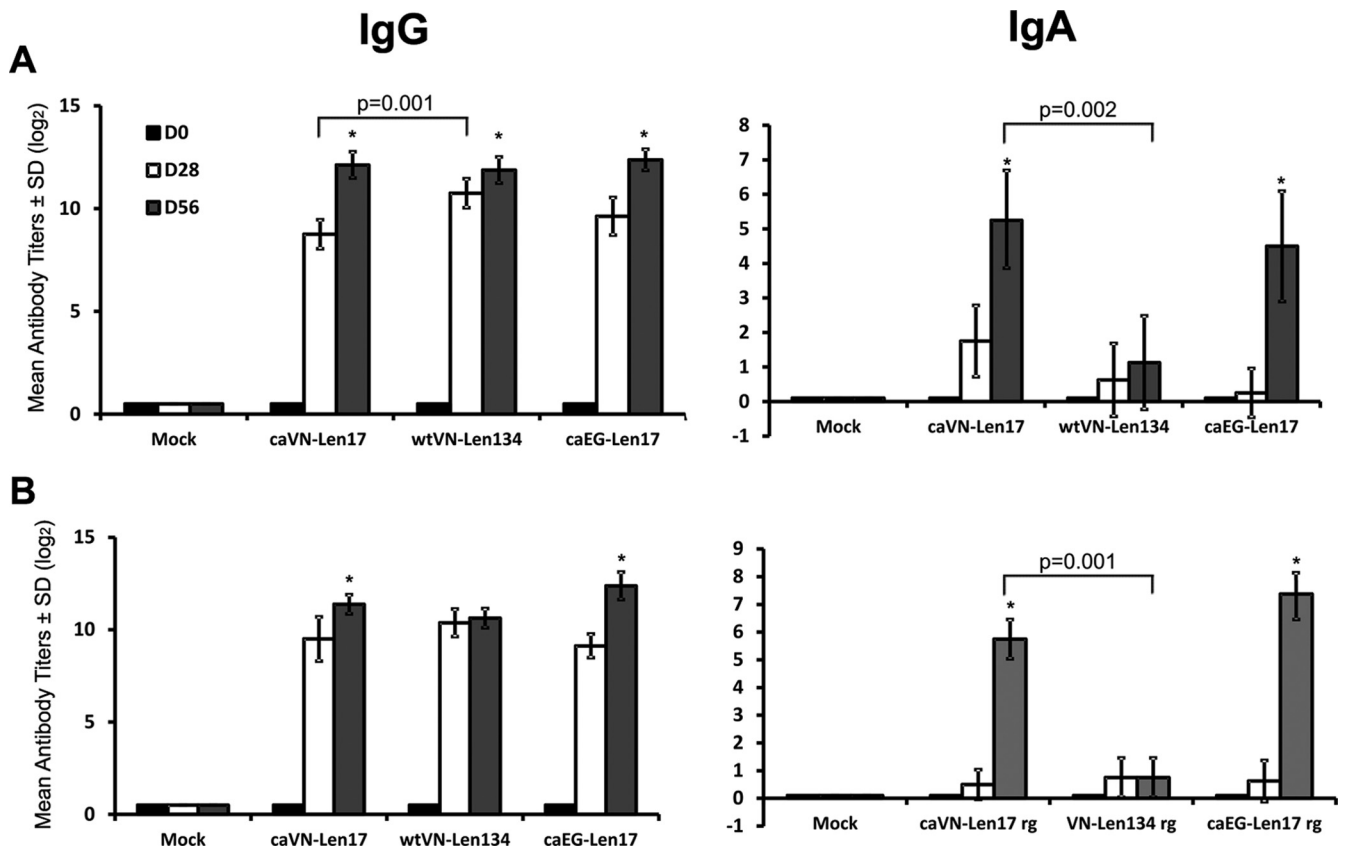 IgG
IgA
A
Mean Antibody Titers ± SD (log2)
15
10
5
0
D0
D28
D56
p=0.001
*
*
*
Mock
caVN-Len17
wtVN-Len134
caEG-Len17
8
7
6
5
4
3
2
1
0
-1
p=0.002
*
*
Mock
caVN-Len17
wtVN-Len134
caEG-Len17
B
Mean Antibody Titers ± SD (log2)
15
10
5
0
*
*
Mock
caVN-Len17
wtVN-Len134
caEG-Len17
9
8
7
6
5
4
3
2
1
0
-1
p=0.001
*
*
Mock
caVN-Len17 rg
VN-Len134 rg
caEG-Len17 rg